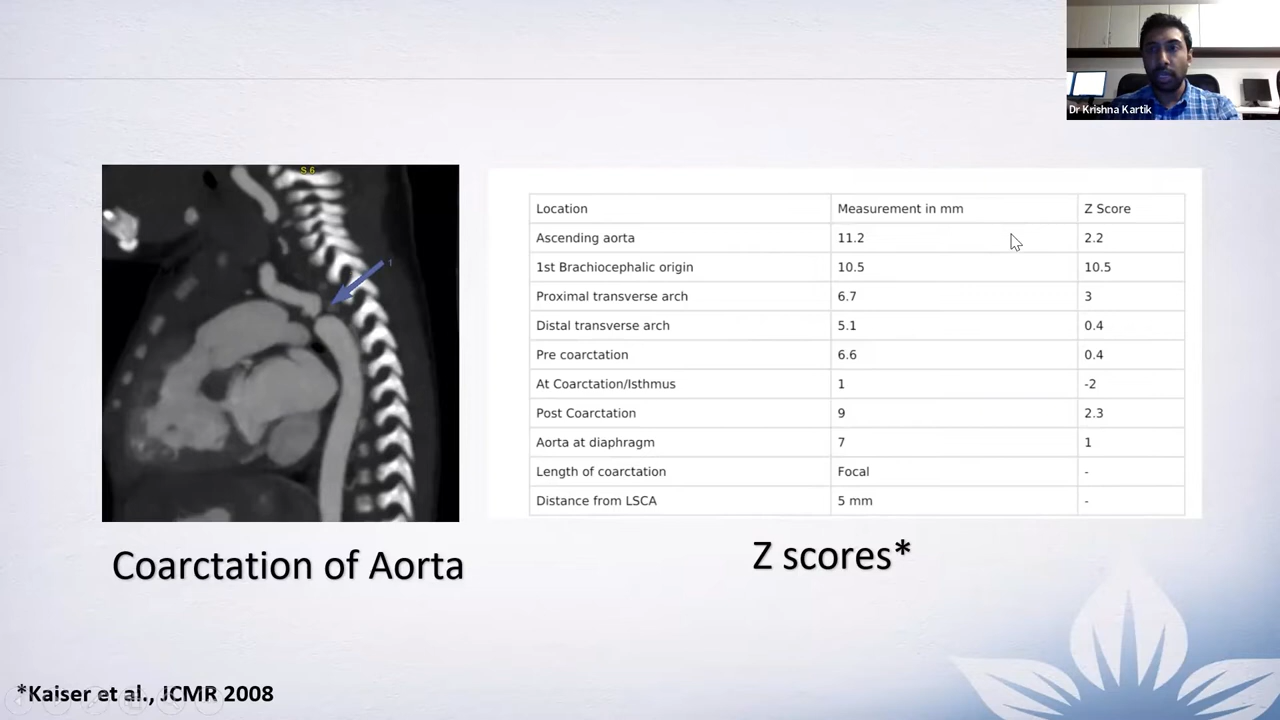 Dr Krishna Kartik
S 6
1
Location Measurement in mm Z Score
Ascending aorta 11.2 2.2
1st Brachiocephalic origin 10.5 10.5
Proximal transverse arch 6.7 3
Distal transverse arch 5.1 0.4
Pre coarctation 6.6 0.4
At Coarctation/Isthmus 1 -2
Post Coarctation 9 2.3
Aorta at diaphragm 7 1
Length of coarctation Focal -
Distance from LSCA 5 mm -
Coarctation of Aorta
Z scores*
*Kaiser et al., JCMR 2008